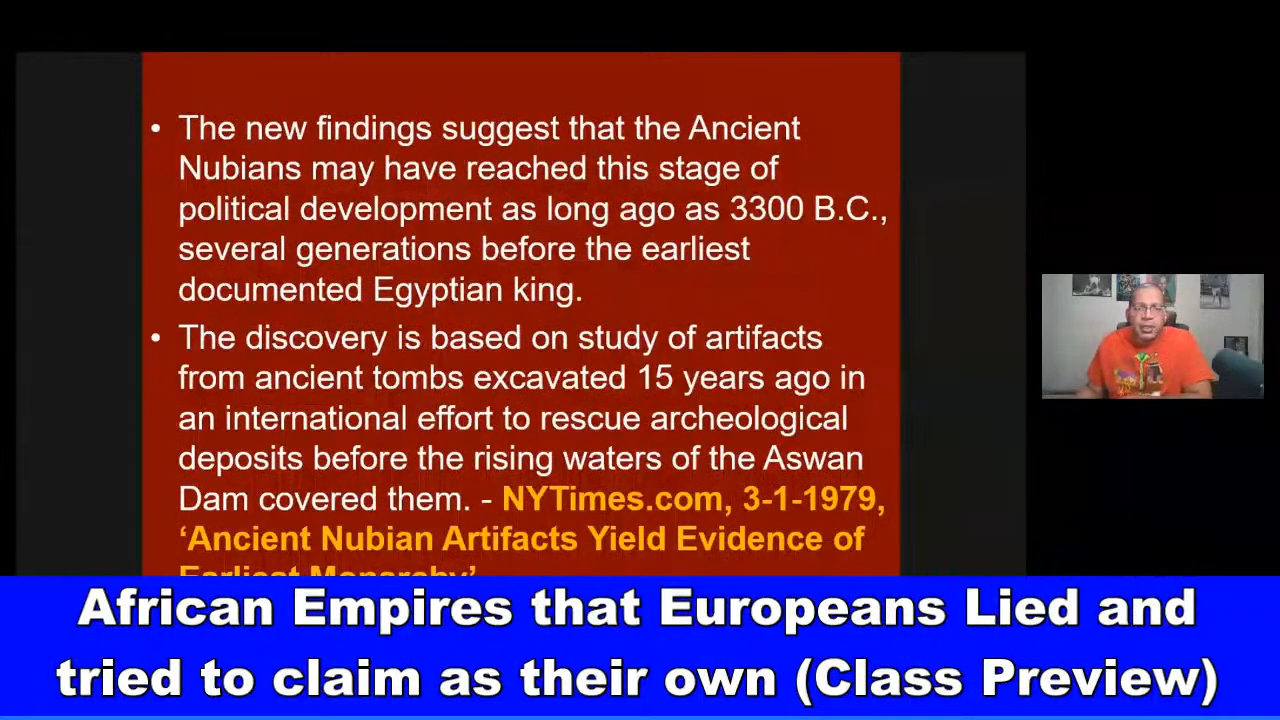 • The new findings suggest that the Ancient
Nubians may have reached this stage of
political development as long ago as 3300 B.C.,
several generations before the earliest
documented Egyptian king.
• The discovery is based on study of artifacts
from ancient tombs excavated 15 years ago in
an international effort to rescue archeological
deposits before the rising waters of the Aswan
Dam covered them. - NYTimes.com, 3-1-1979,
‘Ancient Nubian Artifacts Yield Evidence of
Earliest Monarchy’
African Empires that Europeans Lied and
tried to claim as their own (Class Preview)